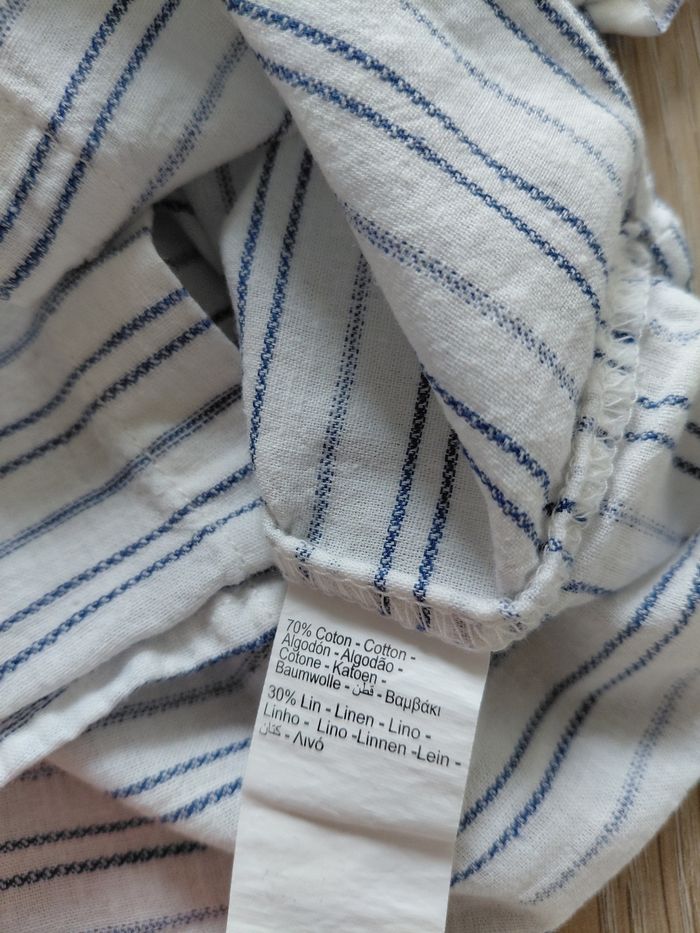 70% Coton - Cotton -
Algodón - Algodão -
Cotone - Katoen -
Baumwolle - قطن - Βαμβάκι
30% Lin - Linen - Lino -
Linho - Lino -Linnen -Lein -
كتان - Λινό